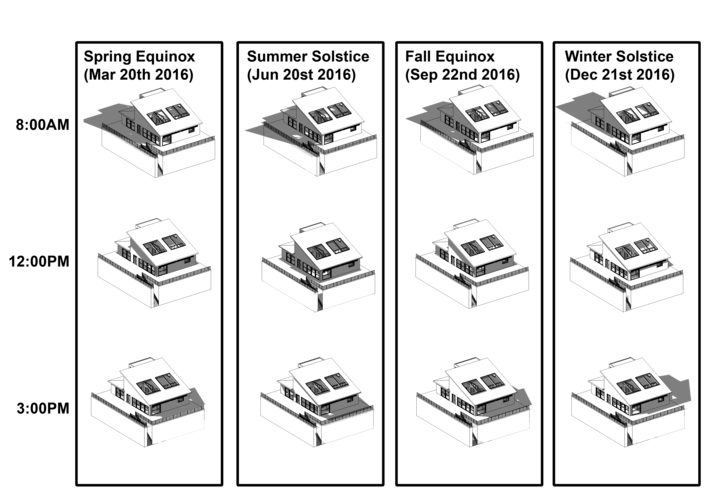 Spring Equinox
(Mar 20th 2016)
Summer Solstice
(Jun 20st 2016)
Fall Equinox
(Sep 22nd 2016)
Winter Solstice
(Dec 21st 2016)
8:00AM
12:00PM
3:00PM